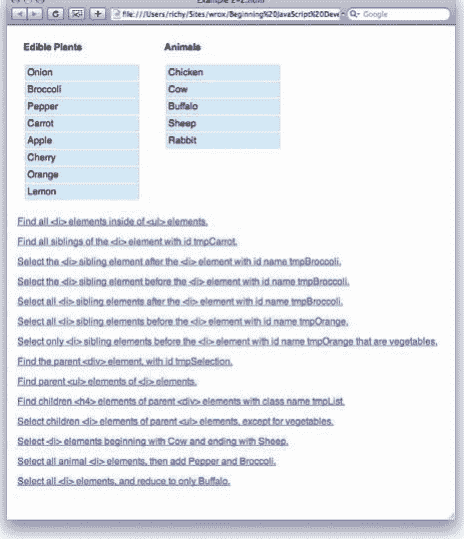 Example 2-2.html
file:///Users/richy/Sites/wrox/Beginning%20JavaScript%20Deve
Google
Edible Plants
Animals
Onion
Broccoli
Pepper
Carrot
Apple
Cherry
Orange
Lemon
Chicken
Cow
Buffalo
Sheep
Rabbit
Find all <li> elements inside of <ul> elements.
Find all siblings of the <li> element with id tmpCarrot.
Select the <li> sibling element after the <li> element with id name tmpBroccoli.
Select the <li> sibling element before the <li> element with id name tmpBroccoli.
Select all <li> sibling elements after the <li> element with id name tmpBroccoli.
Select all <li> sibling elements before the <li> element with id name tmpOrange.
Select only <li> sibling elements before the <li> element with id name tmpOrange that are vegetables.
Find the parent <div> element, with id tmpSelection.
Find parent <ul> elements of <li> elements.
Find children <h4> elements of parent <div> elements with class name tmpList.
Select children <li> elements of parent <ul> elements, except for vegetables.
Select <li> elements beginning with Cow and ending with Sheep.
Select all animal <li> elements, then add Pepper and Broccoli.
Select all <li> elements, and reduce to only Buffalo.